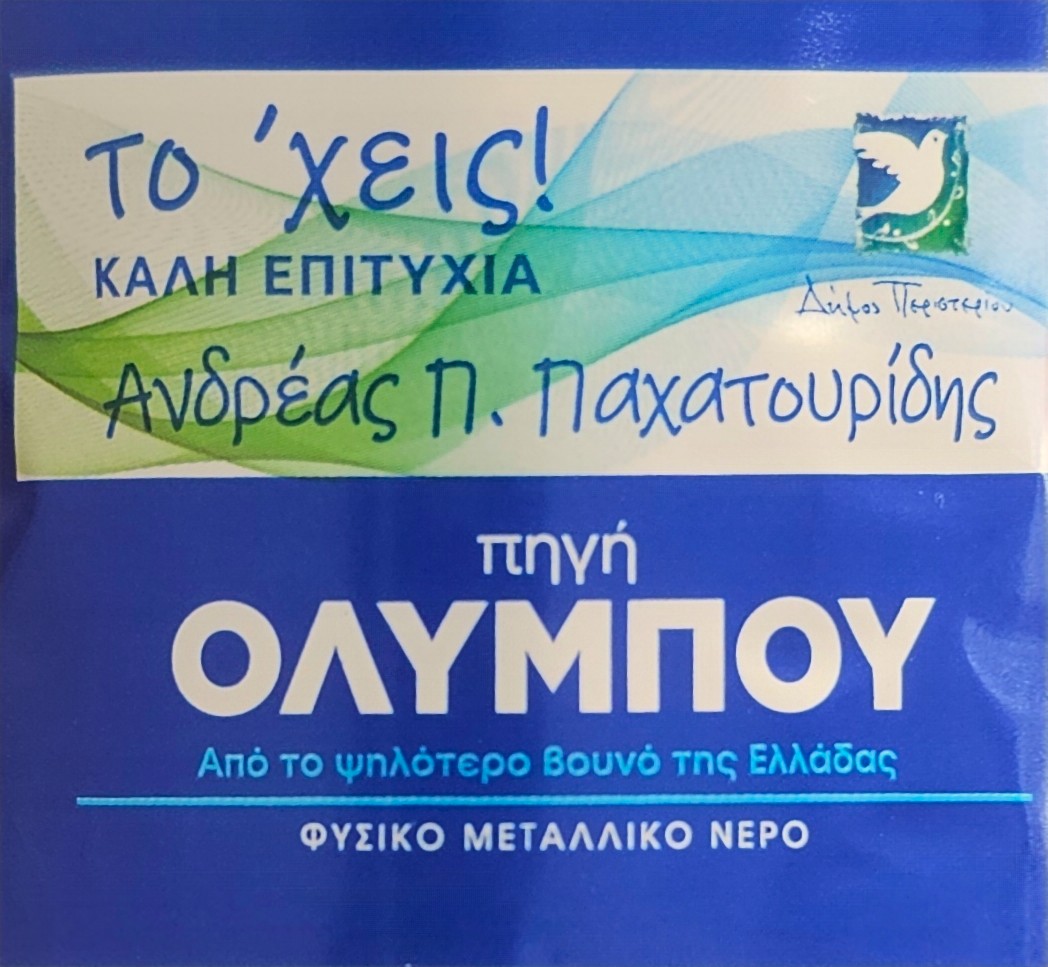 το 'χεις!
ΚΑΛΗ ΕΠΙΤΥΧΙΑ
Δήμος Περιστερίου
Ανδρέας Π. Παχατουρίδης
πηγή
ΟΛΥΜΠΟΥ
Από το ψηλότερο βουνό της Ελλάδας
ΦΥΣΙΚΟ ΜΕΤΑΛΛΙΚΟ ΝΕΡΟ